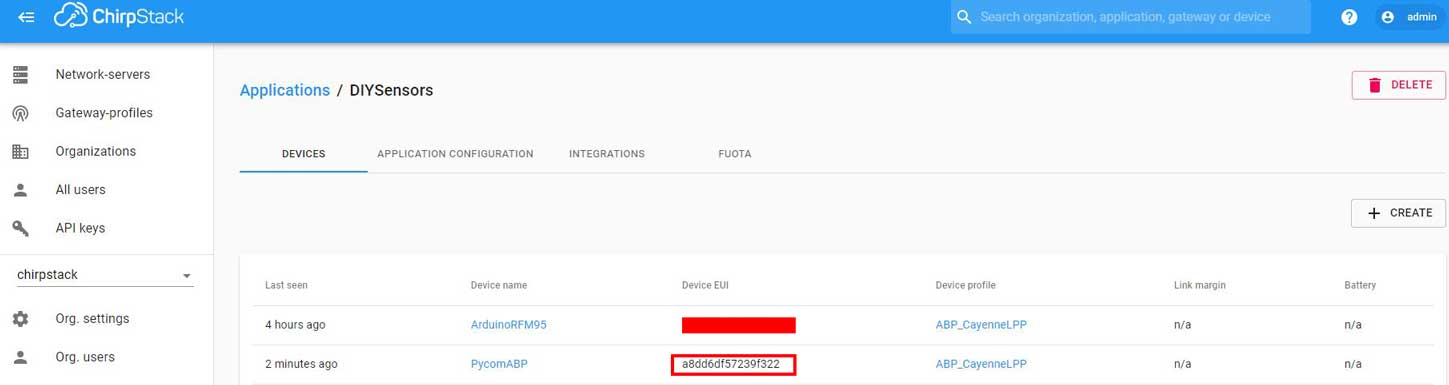 ChirpStack
Search organization, application, gateway or device
? admin
Network-servers
Gateway-profiles
Organizations
All users
API keys
chirpstack
Org. settings
Org. users
Applications / DIYSensors
DELETE
DEVICES APPLICATION CONFIGURATION INTEGRATIONS FUOTA
+ CREATE
Last seen Device name Device EUI Device profile Link margin Battery
4 hours ago ArduinoRFM95 ABP_CayenneLPP n/a n/a
2 minutes ago PycomABP a8dd6df57239f322 ABP_CayenneLPP n/a n/a